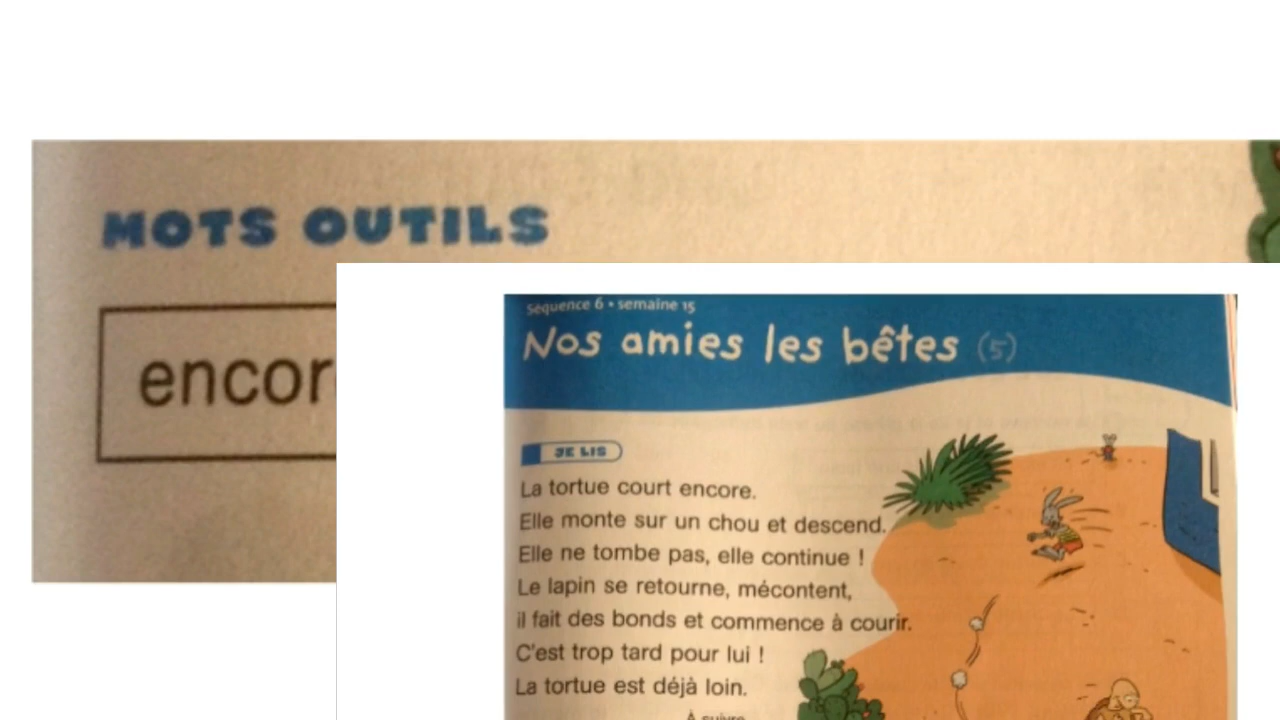 MOTS OUTILS
encor
Séquence 6 • semaine 15
Nos amies les bêtes (5)
JE LIS
La tortue court encore.
Elle monte sur un chou et descend.
Elle ne tombe pas, elle continue !
Le lapin se retourne, mécontent,
il fait des bonds et commence à courir.
C'est trop tard pour lui !
La tortue est déjà loin.
À suivre